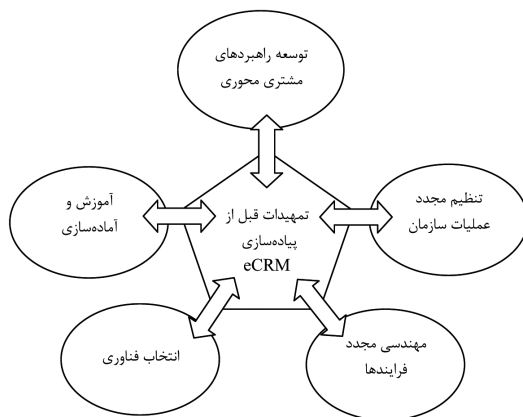 توسعه راهبردهای
مشتری محوری
آموزش و
آماده‌سازی
تمهیدات قبل از
پیاده‌سازی
eCRM
تنظیم مجدد
عملیات سازمان
انتخاب فناوری
مهندسی مجدد
فرایندها